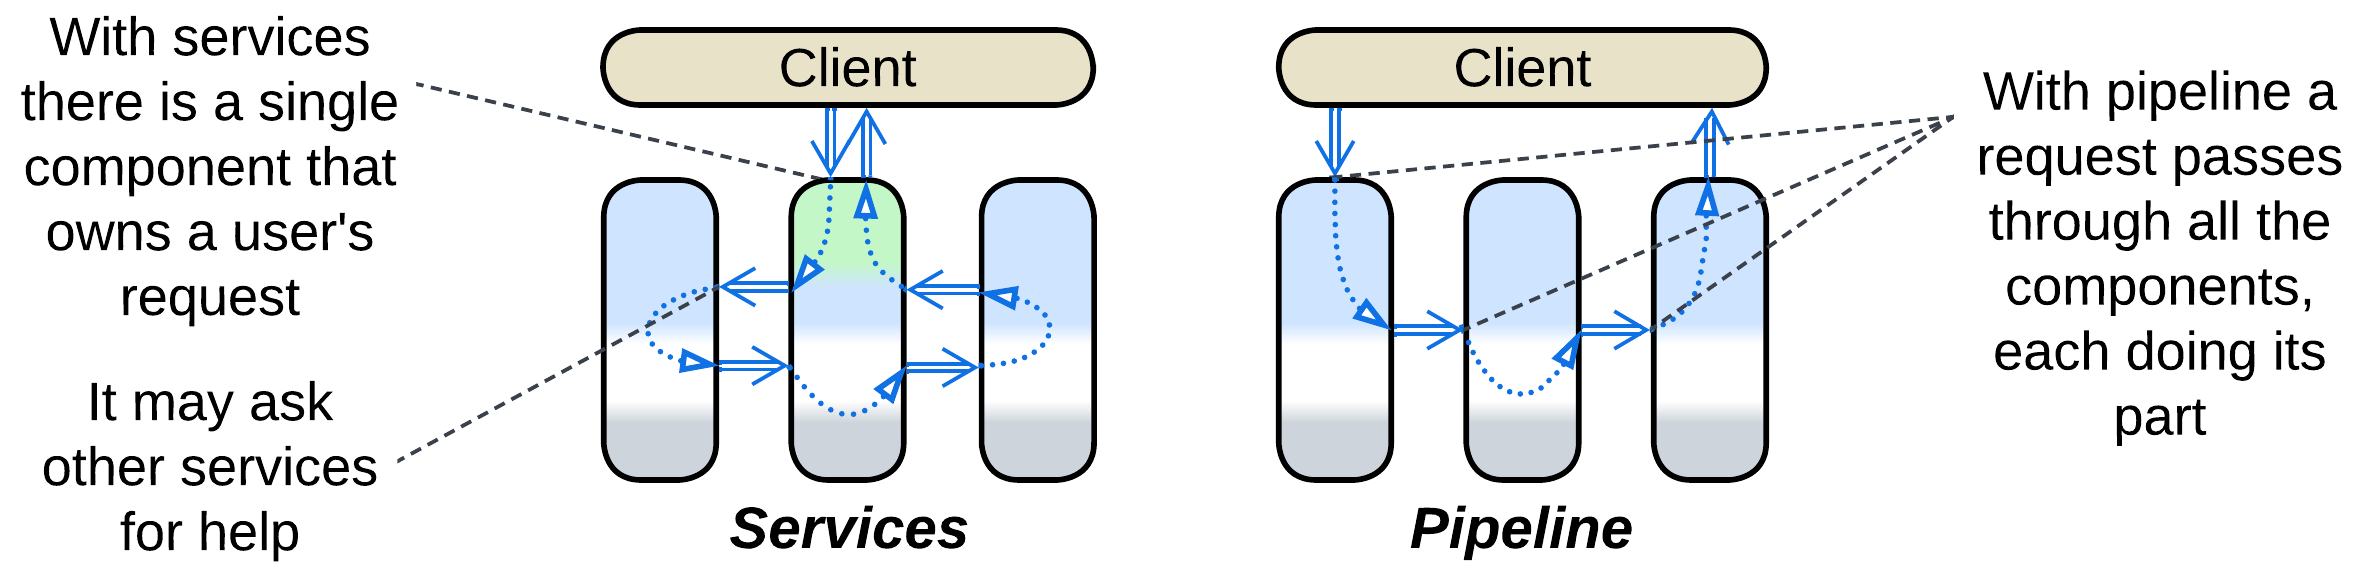 With services
there is a single
component that
owns a user's
request
It may ask
other services
for help
Client
Services
Client
Pipeline
With pipeline a
request passes
through all the
components,
each doing its
part